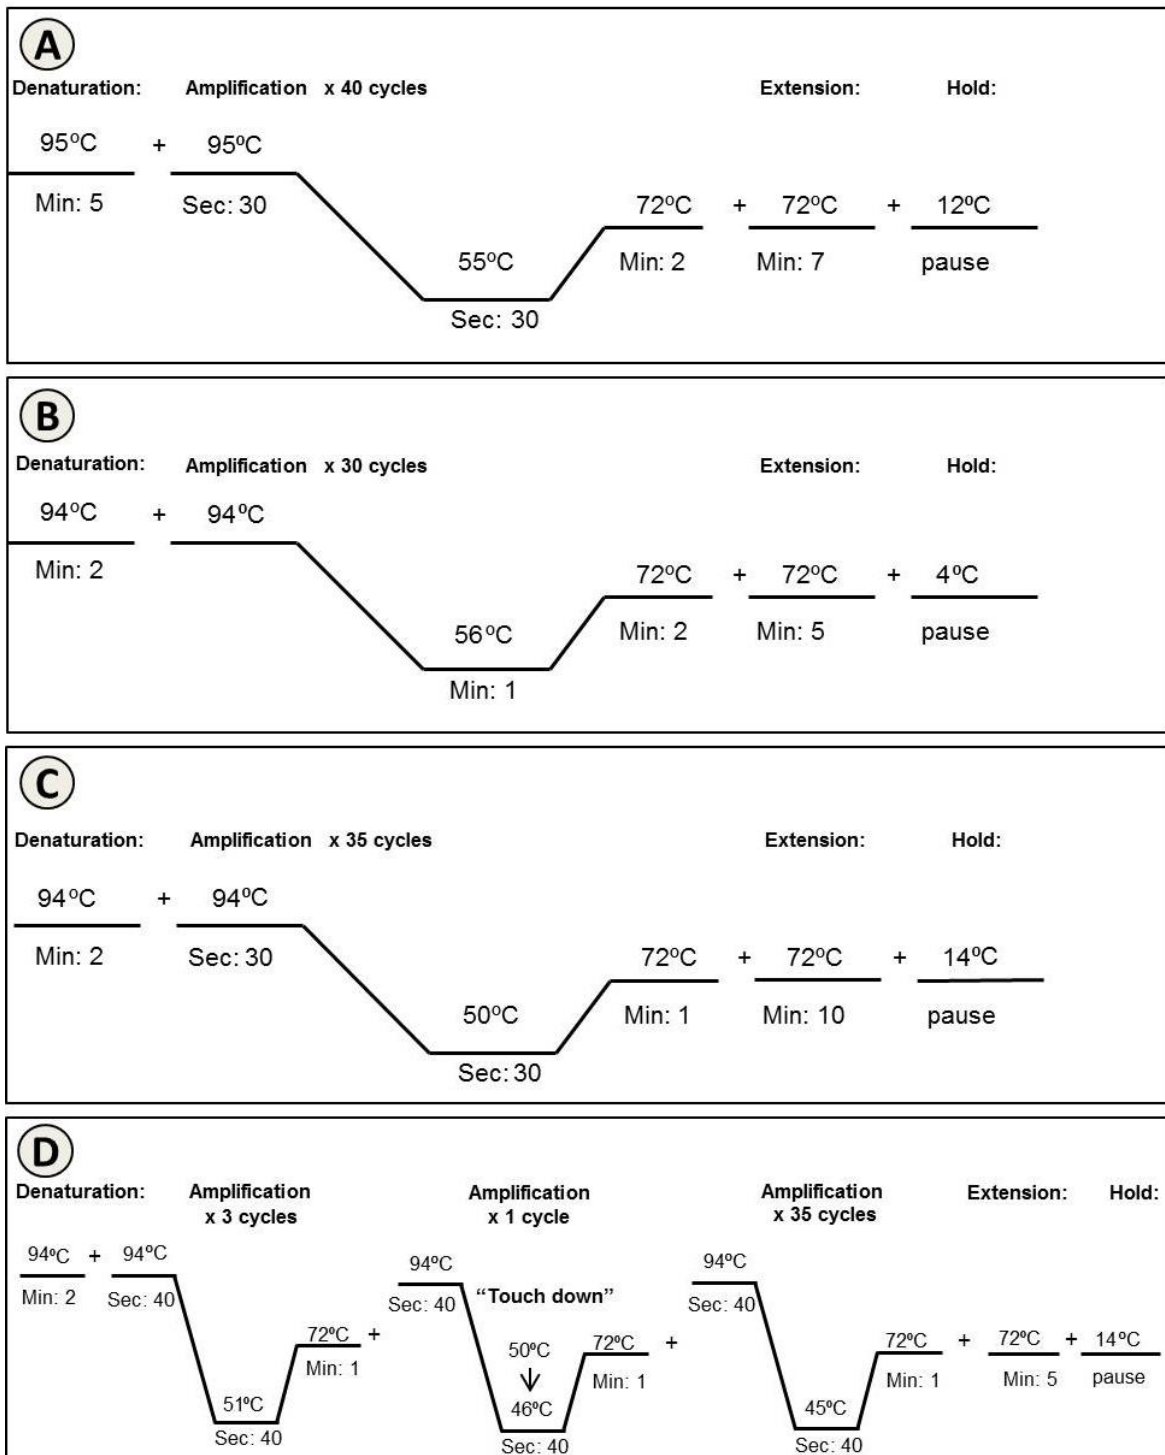 A
Denaturation: Amplification x 40 cycles Extension: Hold:
95ºC + 95ºC
Min: 5 Sec: 30
72ºC + 72ºC + 12ºC
55ºC Min: 2 Min: 7 pause
Sec: 30
B
Denaturation: Amplification x 30 cycles Extension: Hold:
94ºC + 94ºC
Min: 2
72ºC + 72ºC + 4ºC
56ºC Min: 2 Min: 5 pause
Min: 1
C
Denaturation: Amplification x 35 cycles Extension: Hold:
94ºC + 94ºC
Min: 2 Sec: 30
72ºC + 72ºC + 14ºC
50ºC Min: 1 Min: 10 pause
Sec: 30
D
Denaturation: Amplification Amplification Amplification Extension: Hold:
x 3 cycles x 1 cycle x 35 cycles
94ºC + 94ºC 94ºC 94ºC
Min: 2 Sec: 40 Sec: 40 “Touch down” Sec: 40
72ºC + 50ºC 72ºC + 72ºC + 72ºC + 14ºC
Min: 1 Min: 1 Min: 1 Min: 5 pause
51ºC 46ºC 45ºC
Sec: 40 Sec: 40 Sec: 40